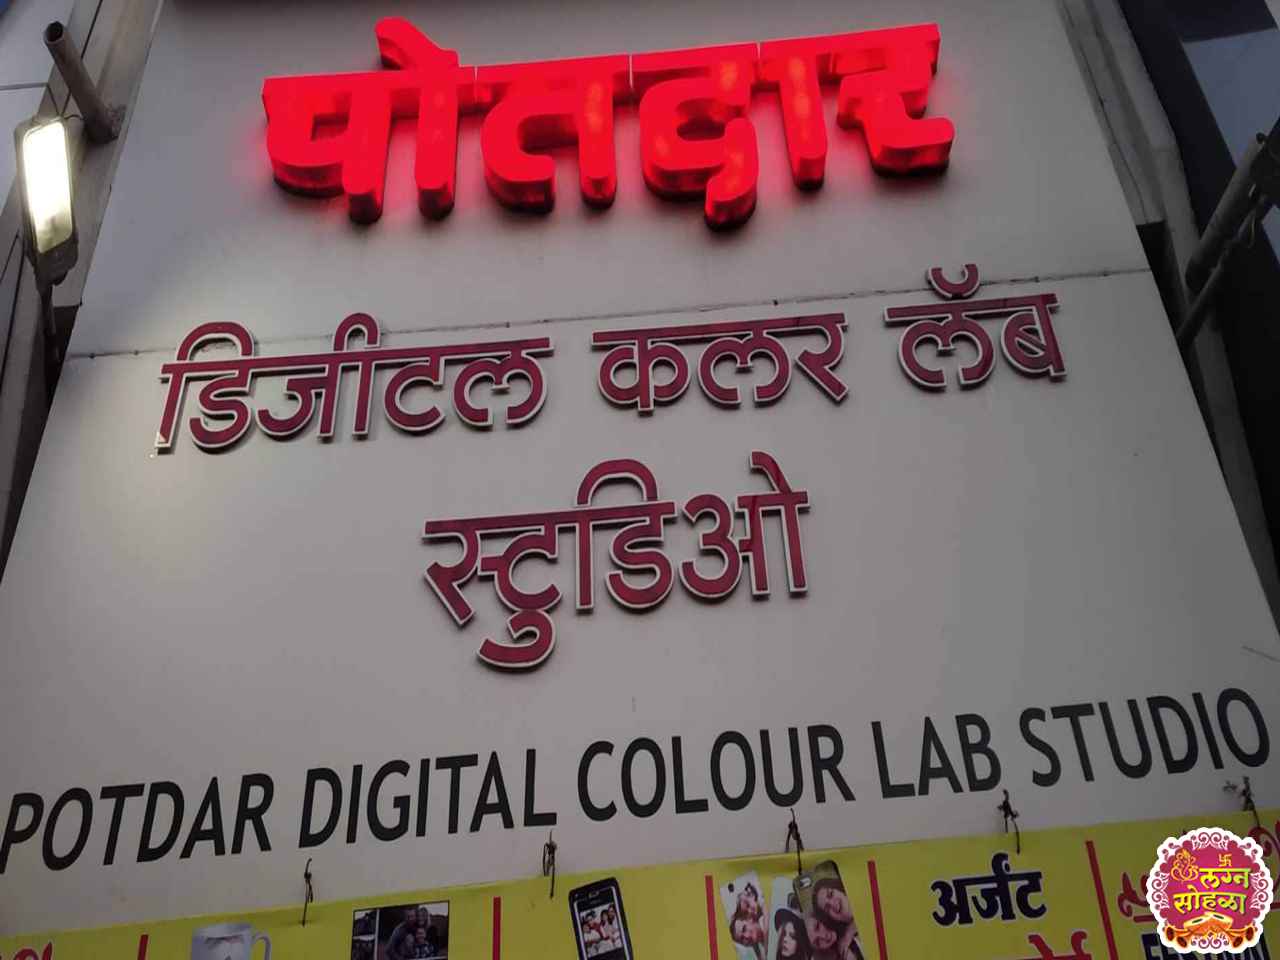 पोतदार
डिजीटल कलर लॅब
स्टुडिओ
POTDAR DIGITAL COLOUR LAB STUDIO
अर्जंट
लग्न
सोहळा